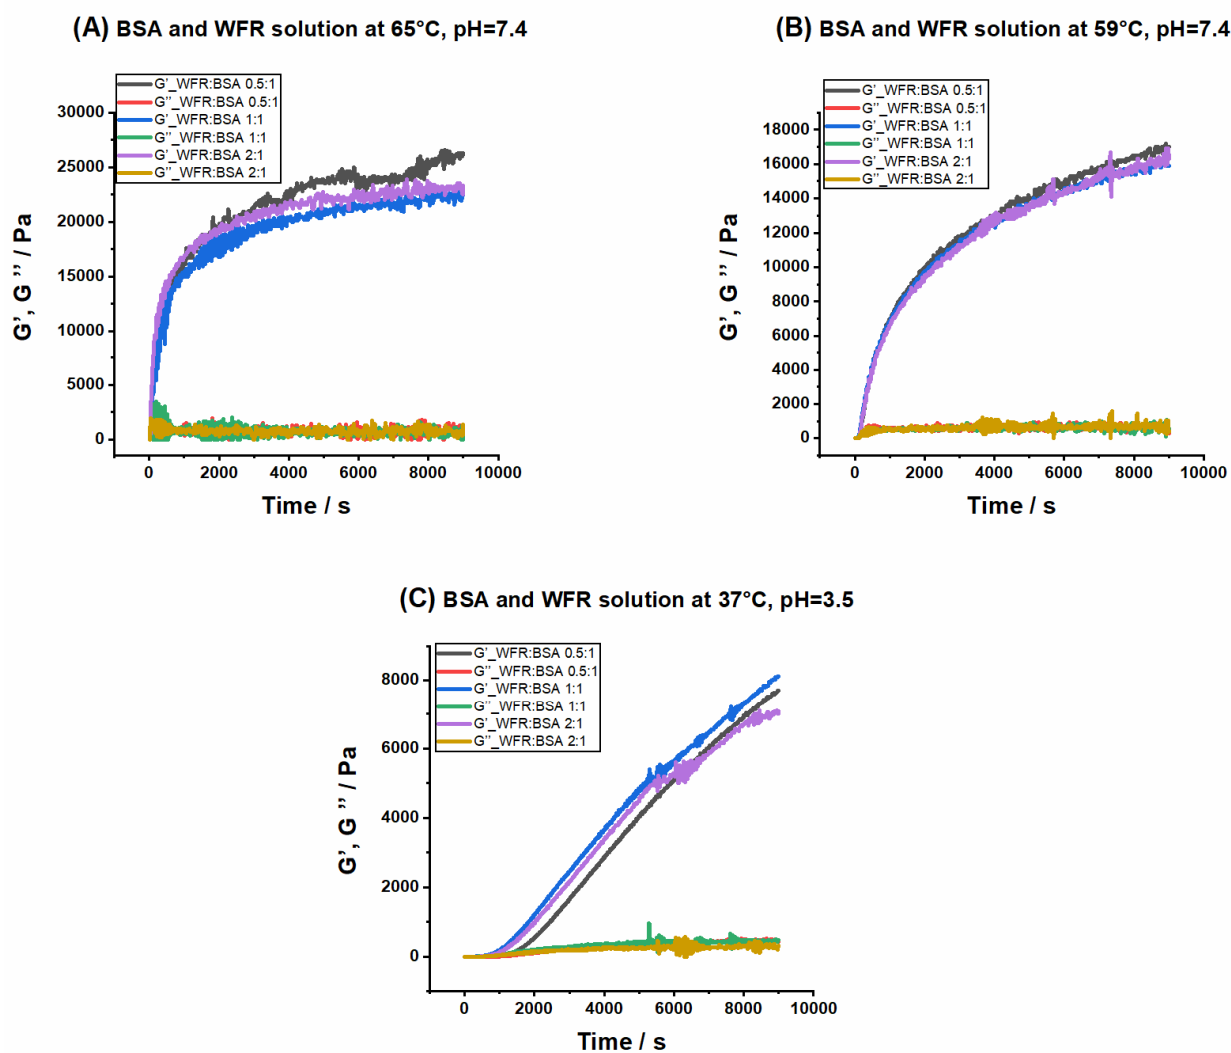 (A) BSA and WFR solution at 65°C, pH=7.4
G’_WFR:BSA 0.5:1
G’’_WFR:BSA 0.5:1
G’_WFR:BSA 1:1
G’’_WFR:BSA 1:1
G’_WFR:BSA 2:1
G’’_WFR:BSA 2:1
30000
25000
20000
15000
10000
5000
0
G’, G ’’ / Pa
0 2000 4000 6000 8000 10000
Time / s
(B) BSA and WFR solution at 59°C, pH=7.4
G’_WFR:BSA 0.5:1
G’’_WFR:BSA 0.5:1
G’_WFR:BSA 1:1
G’’_WFR:BSA 1:1
G’_WFR:BSA 2:1
G’’_WFR:BSA 2:1
18000
16000
14000
12000
10000
8000
6000
4000
2000
0
G’, G ’’ / Pa
0 2000 4000 6000 8000 10000
Time / s
(C) BSA and WFR solution at 37°C, pH=3.5
G’_WFR:BSA 0.5:1
G’’_WFR:BSA 0.5:1
G’_WFR:BSA 1:1
G’’_WFR:BSA 1:1
G’_WFR:BSA 2:1
G’’_WFR:BSA 2:1
8000
6000
4000
2000
0
G’, G ’’ / Pa
0 2000 4000 6000 8000 10000
Time / s